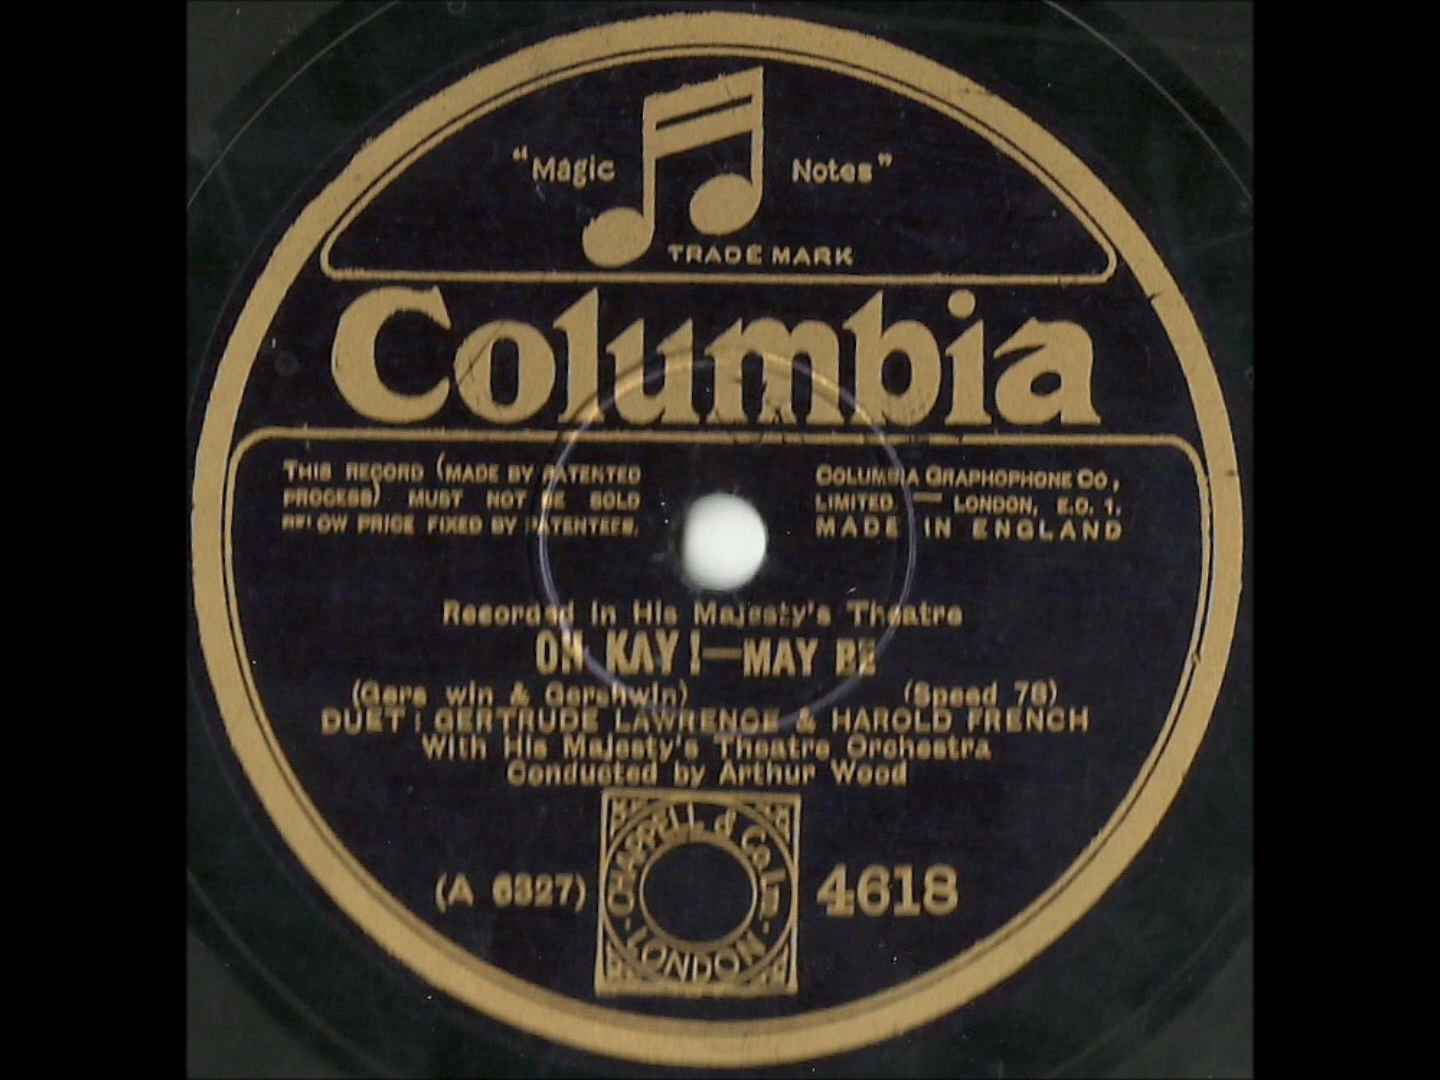 "Magic Notes"
TRADE MARK
Columbia
THIS RECORD (MADE BY PATENTED
PROCESS) MUST NOT BE SOLD
BELOW PRICE FIXED BY PATENTEES.
COLUMBIA GRAPHOPHONE CO,
LIMITED — LONDON, E.C. 1.
MADE IN ENGLAND
Recorded in His Majesty's Theatre
OH KAY!—MAY BE
(Gers win & Gershwin) (Speed 78)
DUET: GERTRUDE LAWRENCE & HAROLD FRENCH
With His Majesty's Theatre Orchestra
Conducted by Arthur Wood
CHAPPELL & Co. LTD.
LONDON
(A 6327)
4618